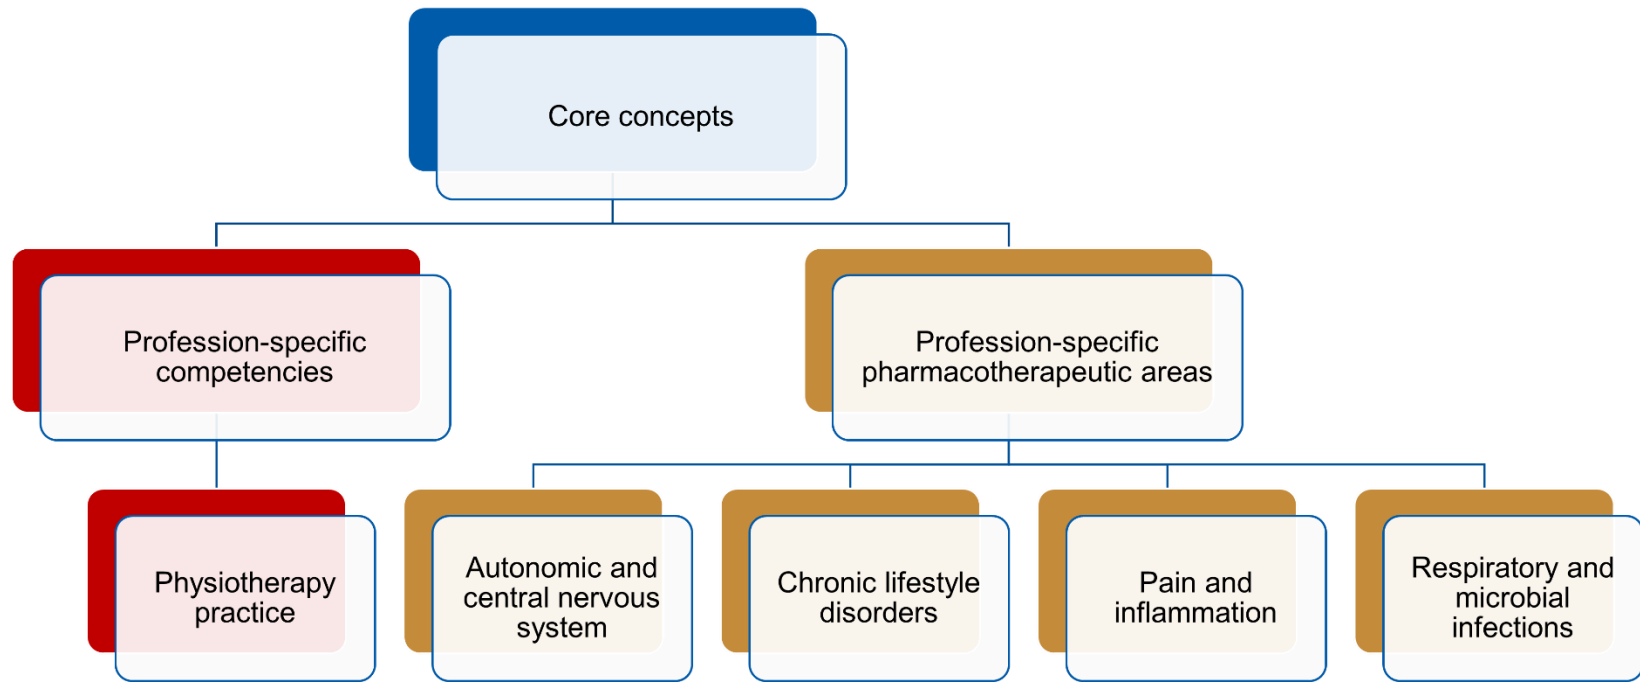 Core concepts
Profession-specific
competencies
Profession-specific
pharmacotherapeutic areas
Physiotherapy
practice
Autonomic and
central nervous
system
Chronic lifestyle
disorders
Pain and
inflammation
Respiratory and
microbial
infections